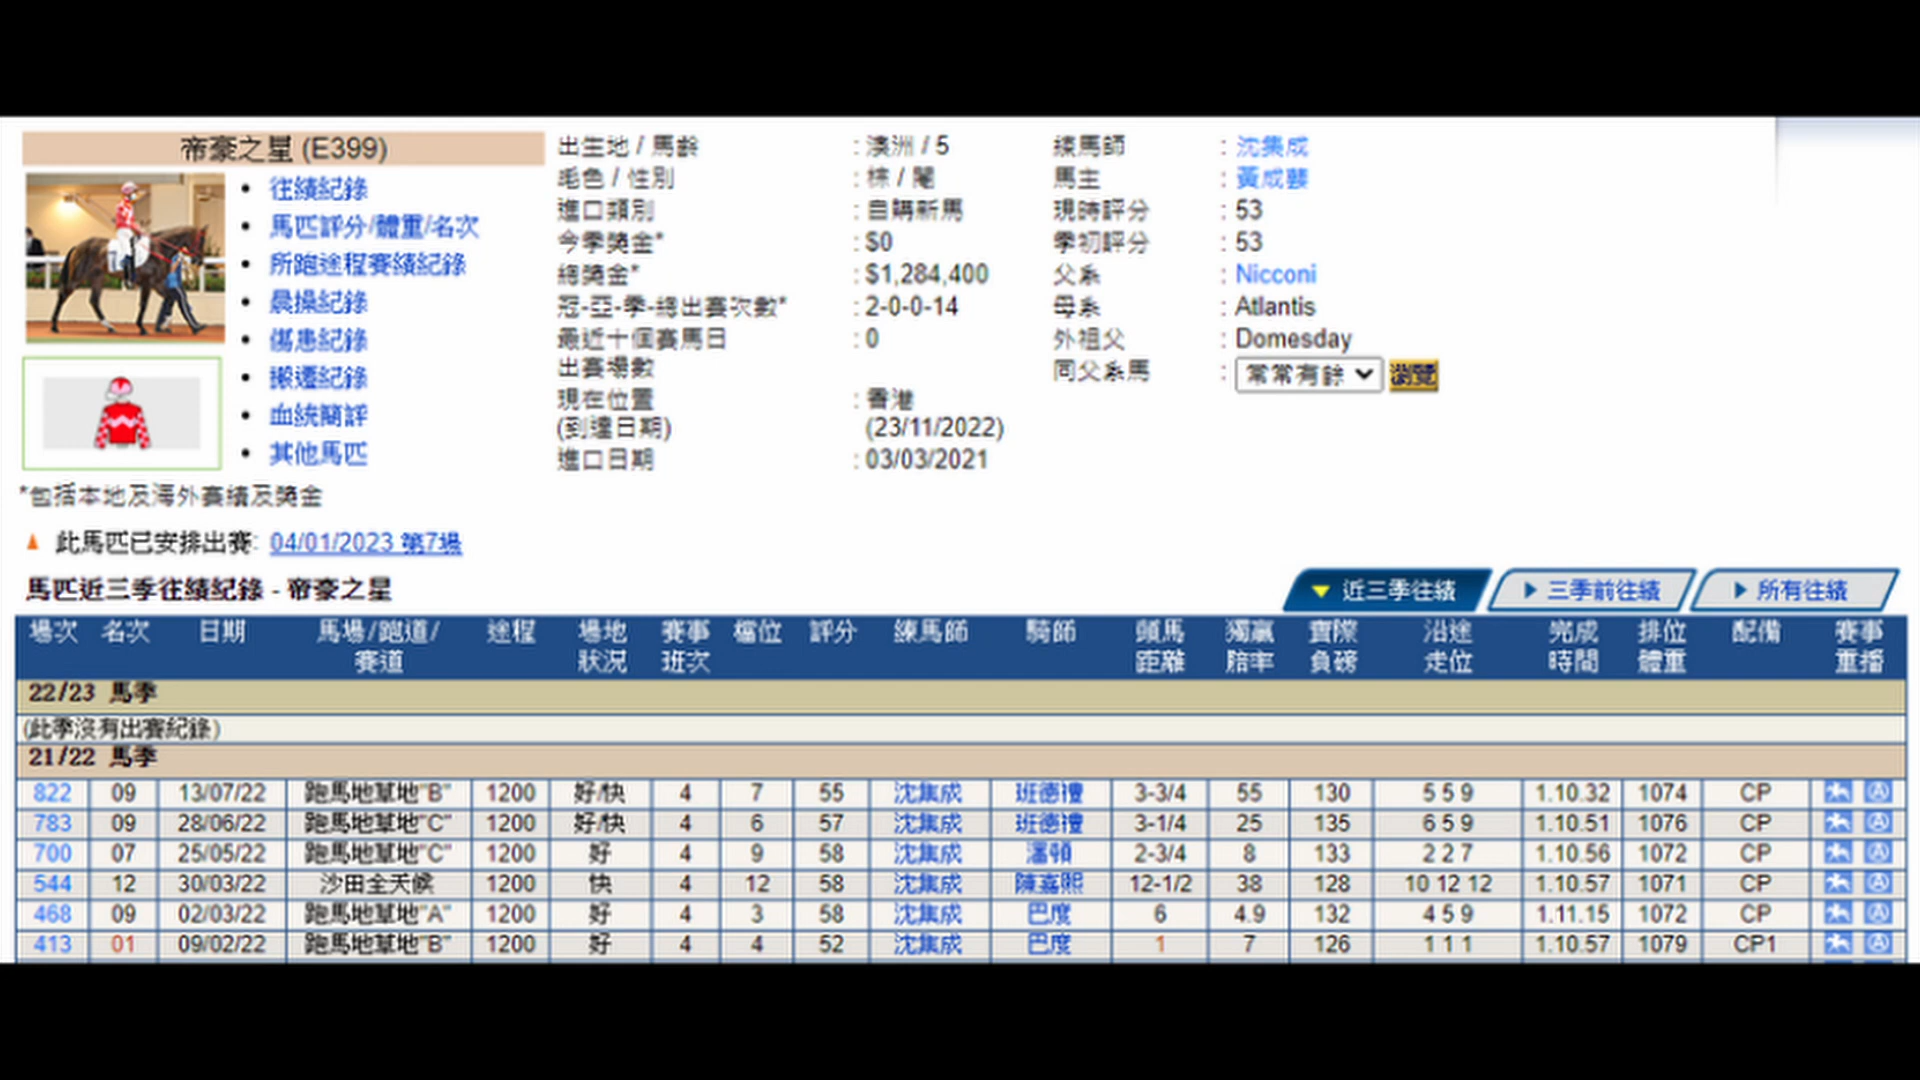 帝豪之星 (E399)
• 往績紀錄
• 馬匹評分/體重/名次
• 所跑途程賽績紀錄
• 晨操紀錄
• 傷患紀錄
• 搬遷紀錄
• 血統簡評
• 其他馬匹
*包括本地及海外賽績及獎金
出生地 / 馬齡 : 澳洲 / 5
毛色 / 性別 : 棕 / 閹
進口類別 : 自購新馬
今季獎金* : $0
總獎金* : $1,284,400
冠-亞-季-總出賽次數* : 2-0-0-14
最近十個賽馬日 : 0
出賽場數
現在位置 : 香港
(到達日期) (23/11/2022)
進口日期 : 03/03/2021
練馬師 : 沈集成
馬主 : 黃成藝
現時評分 : 53
季初評分 : 53
父系 : Nicconi
母系 : Atlantis
外祖父 : Domesday
同父系馬 : 常常有餘 瀏覽
此馬匹已安排出賽: 04/01/2023 第7場
馬匹近三季往績紀錄 - 帝豪之星
近三季往績 三季前往績 所有往績
場次 名次 日期 馬場/跑道/賽道 途程 場地狀況 賽事班次 檔位 評分 練馬師 騎師 頭馬距離 獨贏賠率 實際負磅 沿途走位 完成時間 排位體重 配備 賽事重播
22/23 馬季
(此季沒有出賽紀錄)
21/22 馬季
822 09 13/07/22 跑馬地草地"B" 1200 好/快 4 7 55 沈集成 班德禮 3-3/4 55 130 5 5 9 1.10.32 1074 CP
783 09 28/06/22 跑馬地草地"C" 1200 好/快 4 6 57 沈集成 班德禮 3-1/4 25 135 6 5 9 1.10.51 1076 CP
700 07 25/05/22 跑馬地草地"C" 1200 好 4 9 58 沈集成 潘頓 2-3/4 8 133 2 2 7 1.10.56 1072 CP
544 12 30/03/22 沙田全天候 1200 快 4 12 58 沈集成 陳嘉熙 12-1/2 38 128 10 12 12 1.10.57 1071 CP
468 09 02/03/22 跑馬地草地"A" 1200 好 4 3 58 沈集成 巴度 6 4.9 132 4 5 9 1.11.15 1072 CP
413 01 09/02/22 跑馬地草地"B" 1200 好 4 4 52 沈集成 巴度 1 7 126 1 1 1 1.10.57 1079 CP1